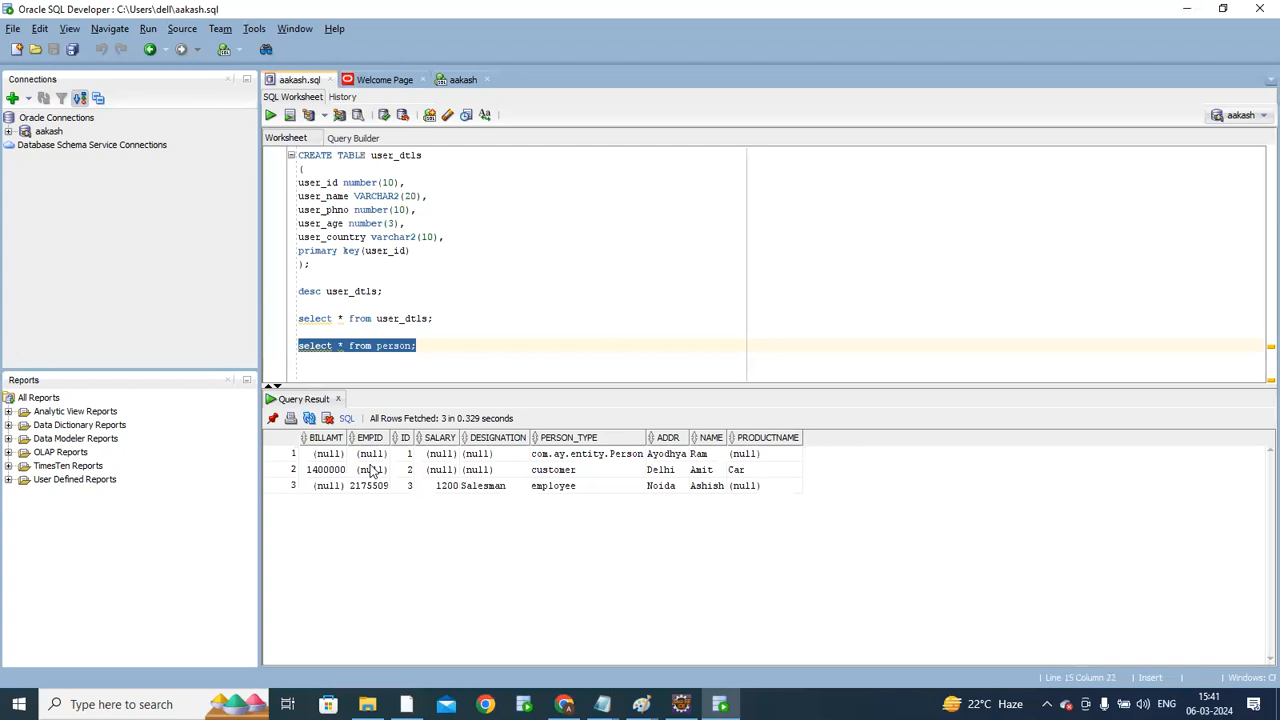 Oracle SQL Developer : C:\Users\dell\aakash.sql
File Edit View Navigate Run Source Team Tools Window Help
Connections
Oracle Connections
aakash
Database Schema Service Connections
Reports
All Reports
Analytic View Reports
Data Dictionary Reports
Data Modeler Reports
OLAP Reports
TimesTen Reports
User Defined Reports
aakash.sql Welcome Page aakash
SQL Worksheet History
aakash
Worksheet Query Builder
CREATE TABLE user_dtls
(
user_id number(10),
user_name VARCHAR2(20),
user_phno number(10),
user_age number(3),
user_country varchar2(10),
primary key(user_id)
);
desc user_dtls;
select * from user_dtls;
select * from person;
Query Result
SQL All Rows Fetched: 3 in 0.329 seconds
BILLAMT EMPID ID SALARY DESIGNATION PERSON_TYPE ADDR NAME PRODUCTNAME
1 (null) (null) 1 (null) (null) com.ay.entity.Person Ayodhya Ram (null)
2 1400000 (null) 2 (null) (null) customer Delhi Amit Car
3 (null) 2175509 3 1200 Salesman employee Noida Ashish (null)
Line 15 Column 22 Insert Windows: C
Type here to search
22°C Haze
ENG
15:41
06-03-2024